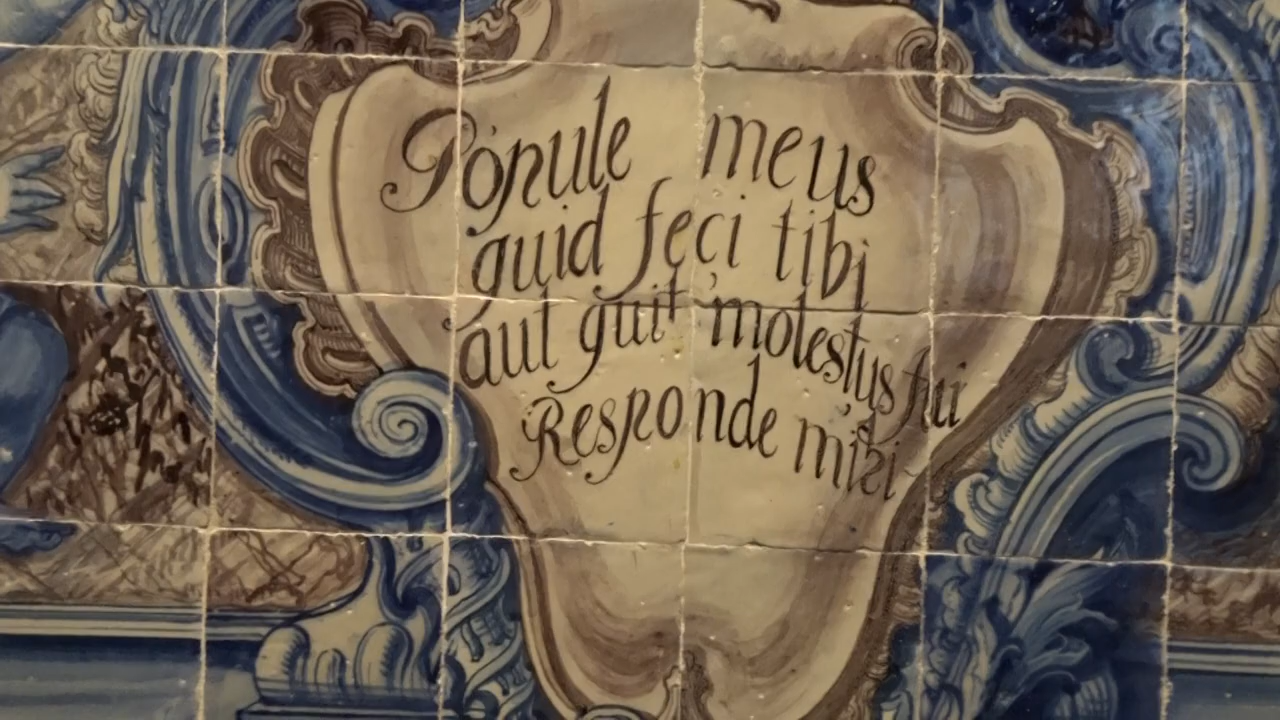 Popule meus
quid feci tibi
aut quit molestus fui
Responde mihi